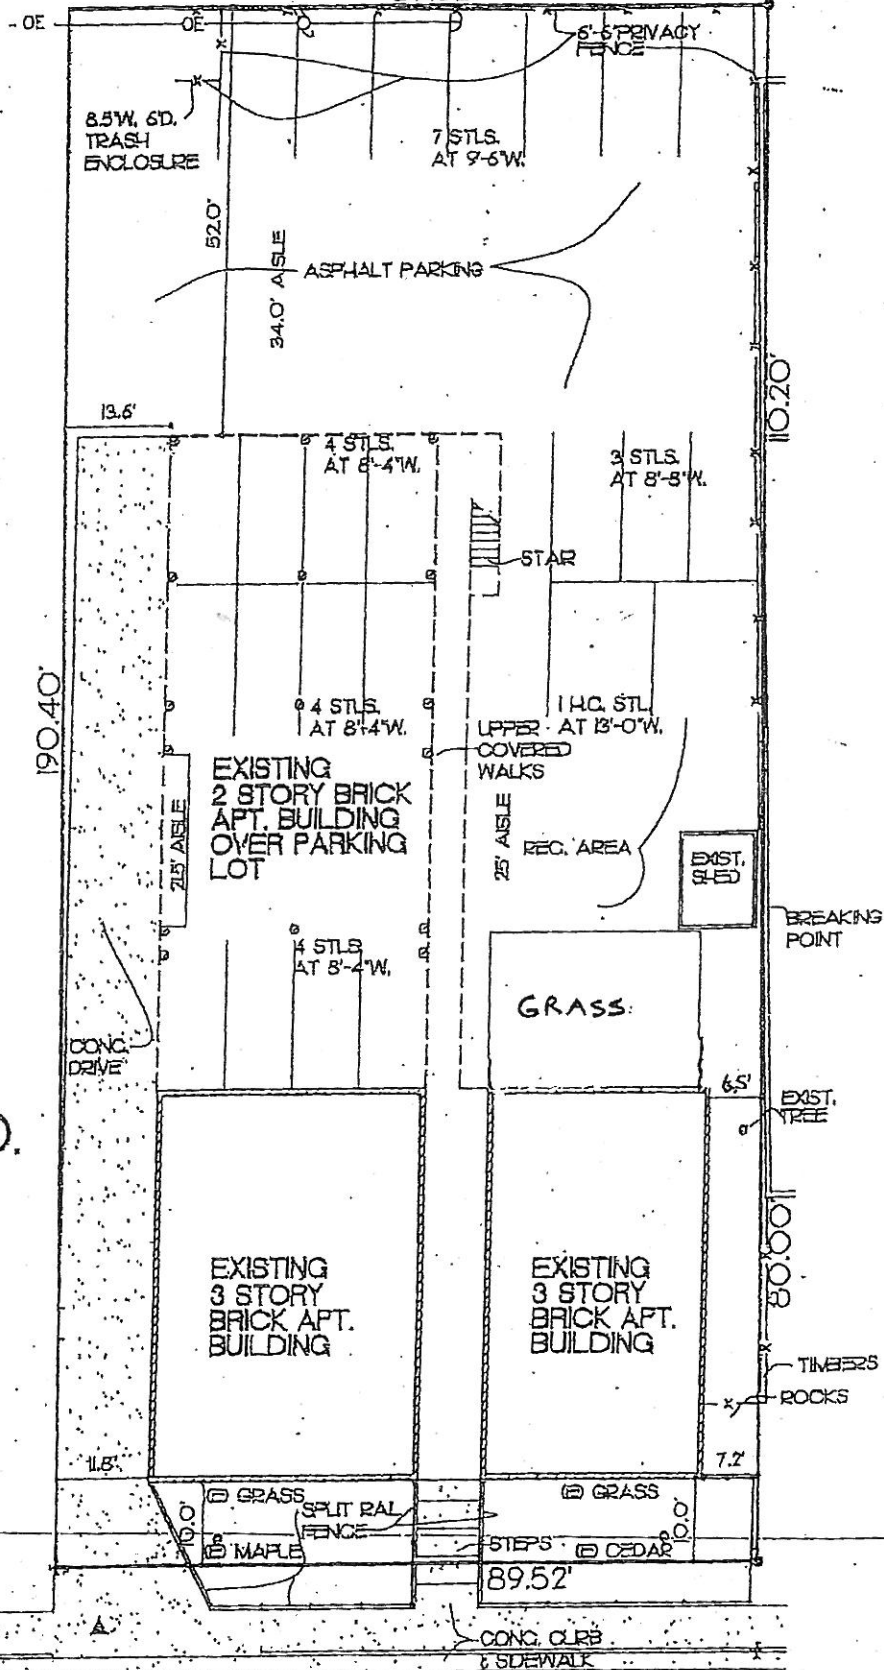 OE
OE
6'-6" PRIVACY
FENCE
8.5'W. 6'D.
TRASH
ENCLOSURE
7 STLS.
AT 9'-6"W.
52.0'
34.0' AISLE
ASPHALT PARKING
110.20'
13.6'
4 STLS.
AT 8'-4"W.
3 STLS.
AT 8'-8"W.
STAIR
190.40'
4 STLS.
AT 8'-4"W.
1 H.C. STL.
AT 13'-0"W.
UPPER
COVERED
WALKS
EXISTING
2 STORY BRICK
APT. BUILDING
OVER PARKING
LOT
21.5' AISLE
25' AISLE
REC. AREA
EXIST.
SHED
BREAKING
POINT
4 STLS.
AT 8'-4"W.
GRASS
CONC.
DRIVE
6.5'
EXIST.
TREE
EXISTING
3 STORY
BRICK APT.
BUILDING
EXISTING
3 STORY
BRICK APT.
BUILDING
80.00'
TIMBERS
ROCKS
11.8'
7.2'
(E) GRASS
(E) GRASS
SPLIT RAIL
FENCE
10.0'
10.0'
STEPS
(E) MAPLE
(E) CEDAR
89.52'
CONC. CURB
& SIDEWALK